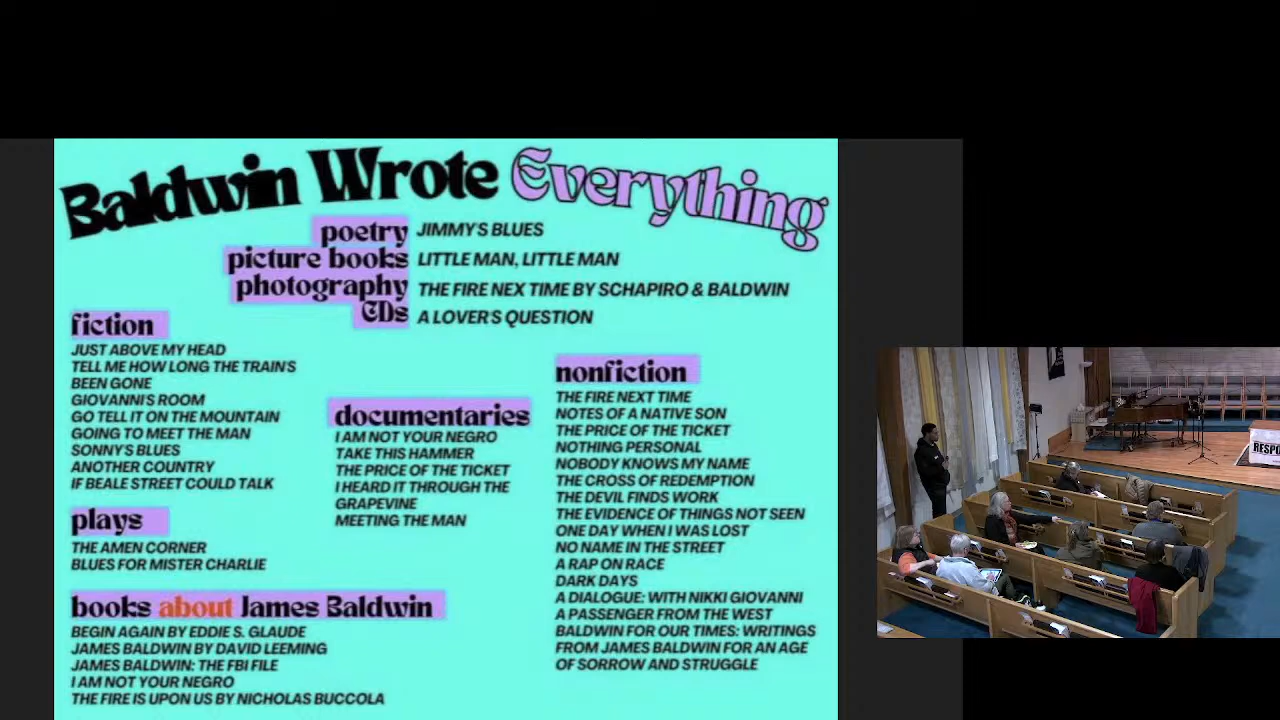 Baldwin Wrote Everything
poetry JIMMY'S BLUES
picture books LITTLE MAN, LITTLE MAN
photography THE FIRE NEX TIME BY SCHAPIRO & BALDWIN
CDs A LOVER'S QUESTION
fiction
JUST ABOVE MY HEAD
TELL ME HOW LONG THE TRAIN'S
BEEN GONE
GIOVANNI'S ROOM
GO TELL IT ON THE MOUNTAIN
GOING TO MEET THE MAN
SONNY'S BLUES
ANOTHER COUNTRY
IF BEALE STREET COULD TALK
plays
THE AMEN CORNER
BLUES FOR MISTER CHARLIE
documentaries
I AM NOT YOUR NEGRO
TAKE THIS HAMMER
THE PRICE OF THE TICKET
I HEARD IT THROUGH THE
GRAPEVINE
MEETING THE MAN
books about James Baldwin
BEGIN AGAIN BY EDDIE S. GLAUDE
JAMES BALDWIN BY DAVID LEEMING
JAMES BALDWIN: THE FBI FILE
I AM NOT YOUR NEGRO
THE FIRE IS UPON US BY NICHOLAS BUCCOLA
nonfiction
THE FIRE NEXT TIME
NOTES OF A NATIVE SON
THE PRICE OF THE TICKET
NOTHING PERSONAL
NOBODY KNOWS MY NAME
THE CROSS OF REDEMPTION
THE DEVIL FINDS WORK
THE EVIDENCE OF THINGS NOT SEEN
ONE DAY WHEN I WAS LOST
NO NAME IN THE STREET
A RAP ON RACE
DARK DAYS
A DIALOGUE: WITH NIKKI GIOVANNI
A PASSENGER FROM THE WEST
BALDWIN FOR OUR TIMES: WRITINGS
FROM JAMES BALDWIN FOR AN AGE
OF SORROW AND STRUGGLE
RESPO